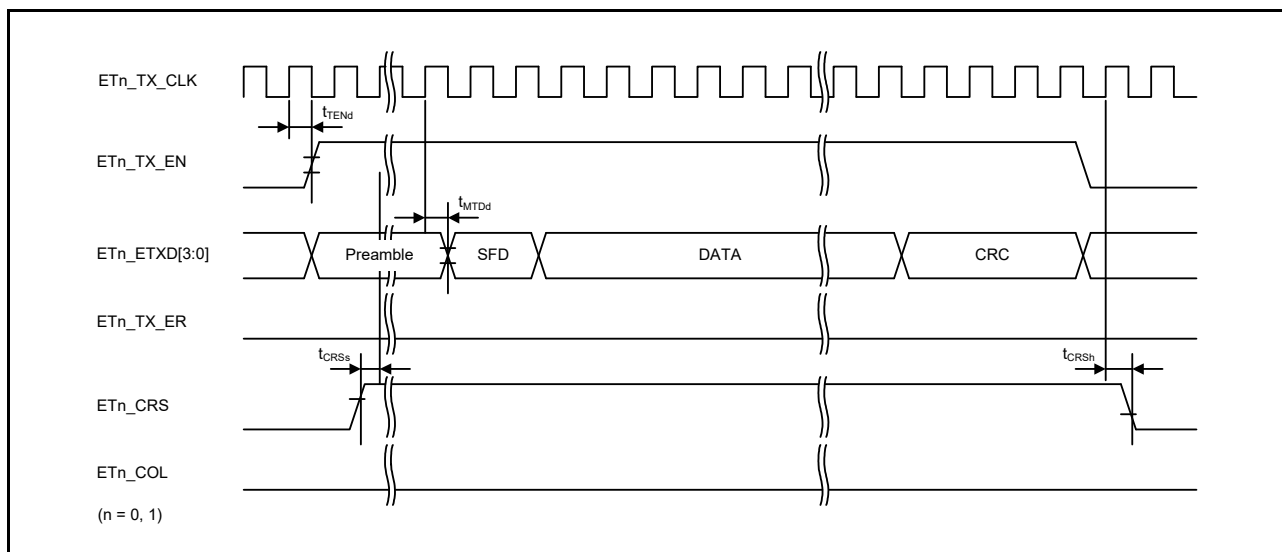 ETn_TX_CLK
tTENd
ETn_TX_EN
tMTDd
ETn_ETXD[3:0]
Preamble SFD DATA CRC
ETn_TX_ER
tCRSs tCRSh
ETn_CRS
ETn_COL
(n = 0, 1)